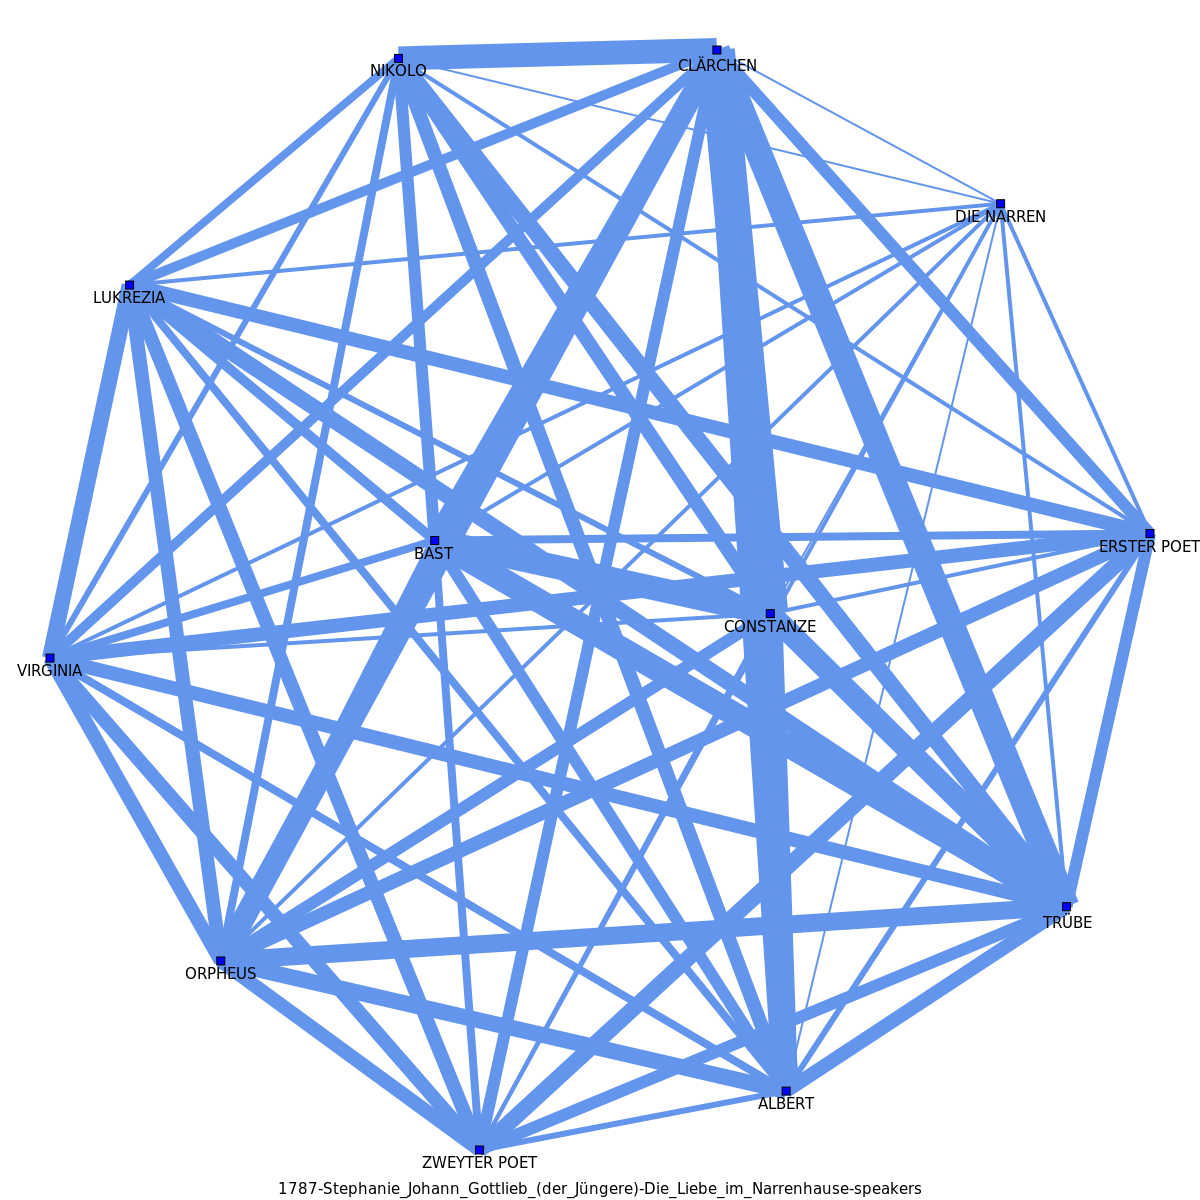 CLÄRCHEN
NIKOLO
DIE NARREN
LUKREZIA
ERSTER POET
BAST
CONSTANZE
VIRGINIA
TRÜBE
ORPHEUS
ALBERT
ZWEYTER POET
1787-Stephanie_Johann_Gottlieb_(der_Jüngere)-Die_Liebe_im_Narrenhause-speakers